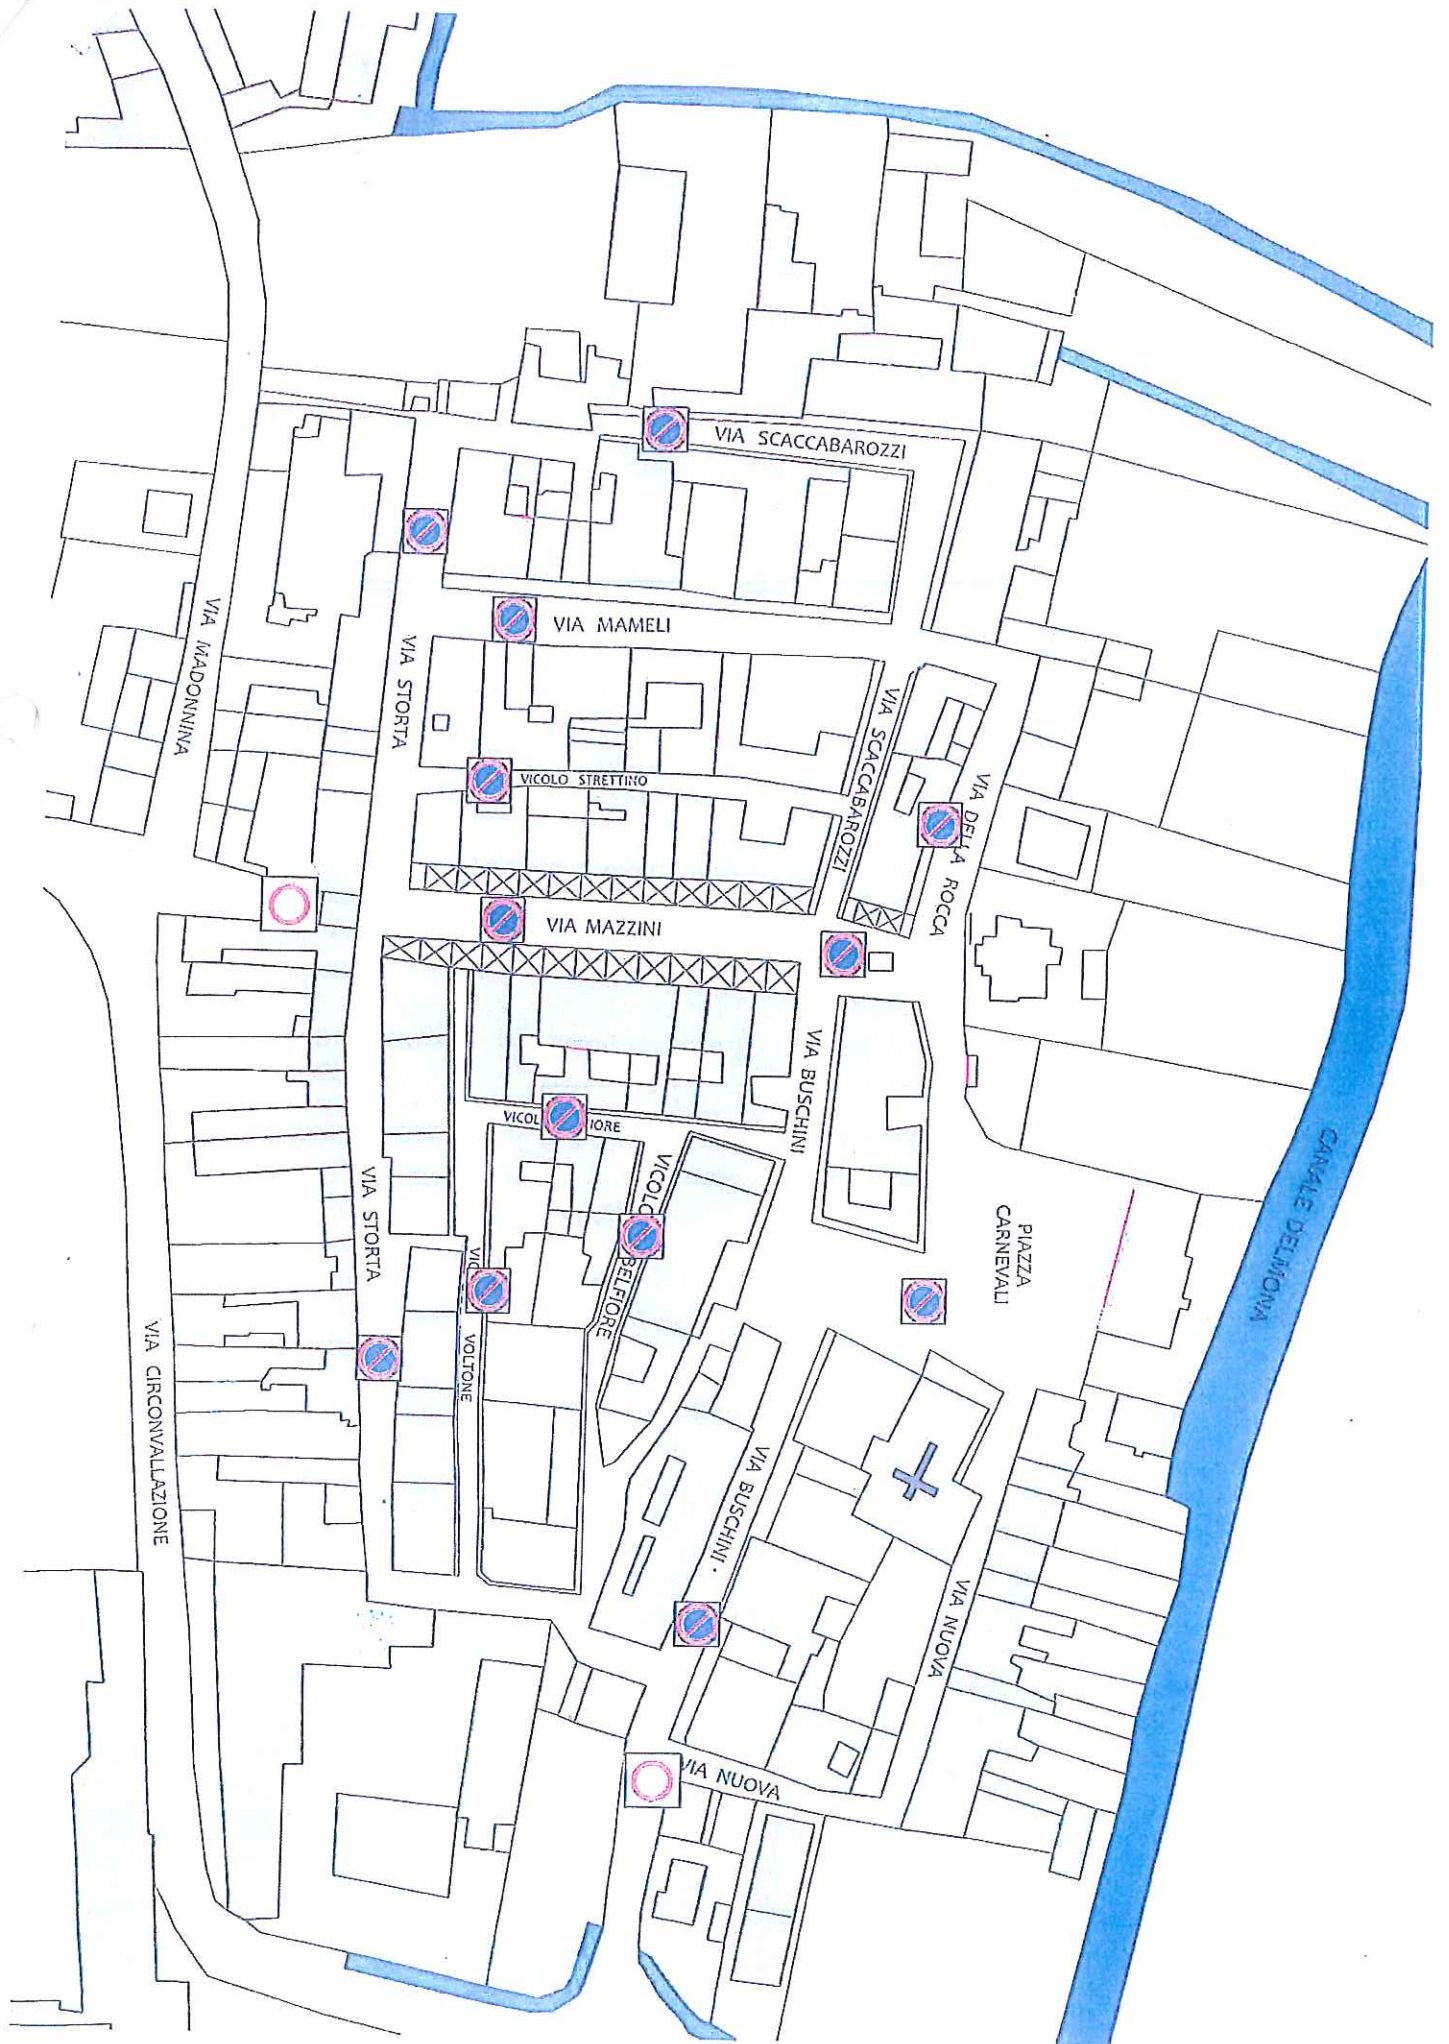 VIA SCACCABAROZZI
VIA MAMELI
VIA STORTA
VIA MADONNINA
VIA SCACCABAROZZI
VICOLO STRETTINO
VIA DELLA ROCCA
VIA MAZZINI
VIA BUSCHINI
VICOL IORE
CANALE DELMONA
VICOLO BELFIORE
VIA STORTA
PIAZZA
CARNEVALI
VIC VOLTONE
VIA CIRCONVALLAZIONE
VIA BUSCHINI
VIA NUOVA
VIA NUOVA